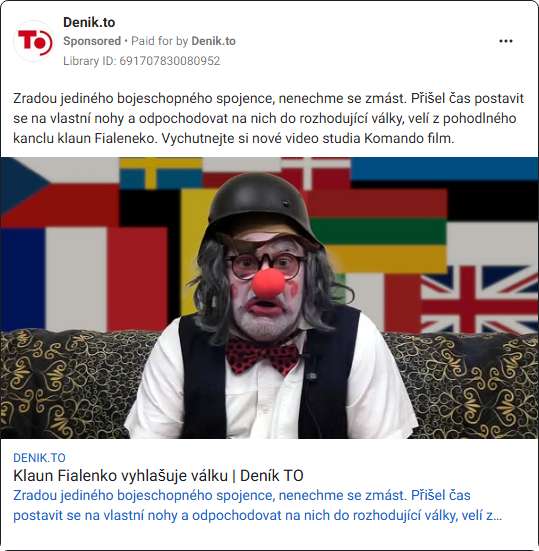 Denik.to
Sponsored • Paid for by Denik.to
Library ID: 691707830080952
TO
Zradou jediného bojeschopného spojence, nenechme se zmást. Přišel čas postavit
se na vlastní nohy a odpochodovat na nich do rozhodující války, velí z pohodlného
kanclu klaun Fialeneko. Vychutnejte si nové video studia Komando film.
DENIK.TO
Klaun Fialenko vyhlašuje válku | Deník TO
Zradou jediného bojeschopného spojence, nenechme se zmást. Přišel čas
postavit se na vlastní nohy a odpochodovat na nich do rozhodující války, velí z...